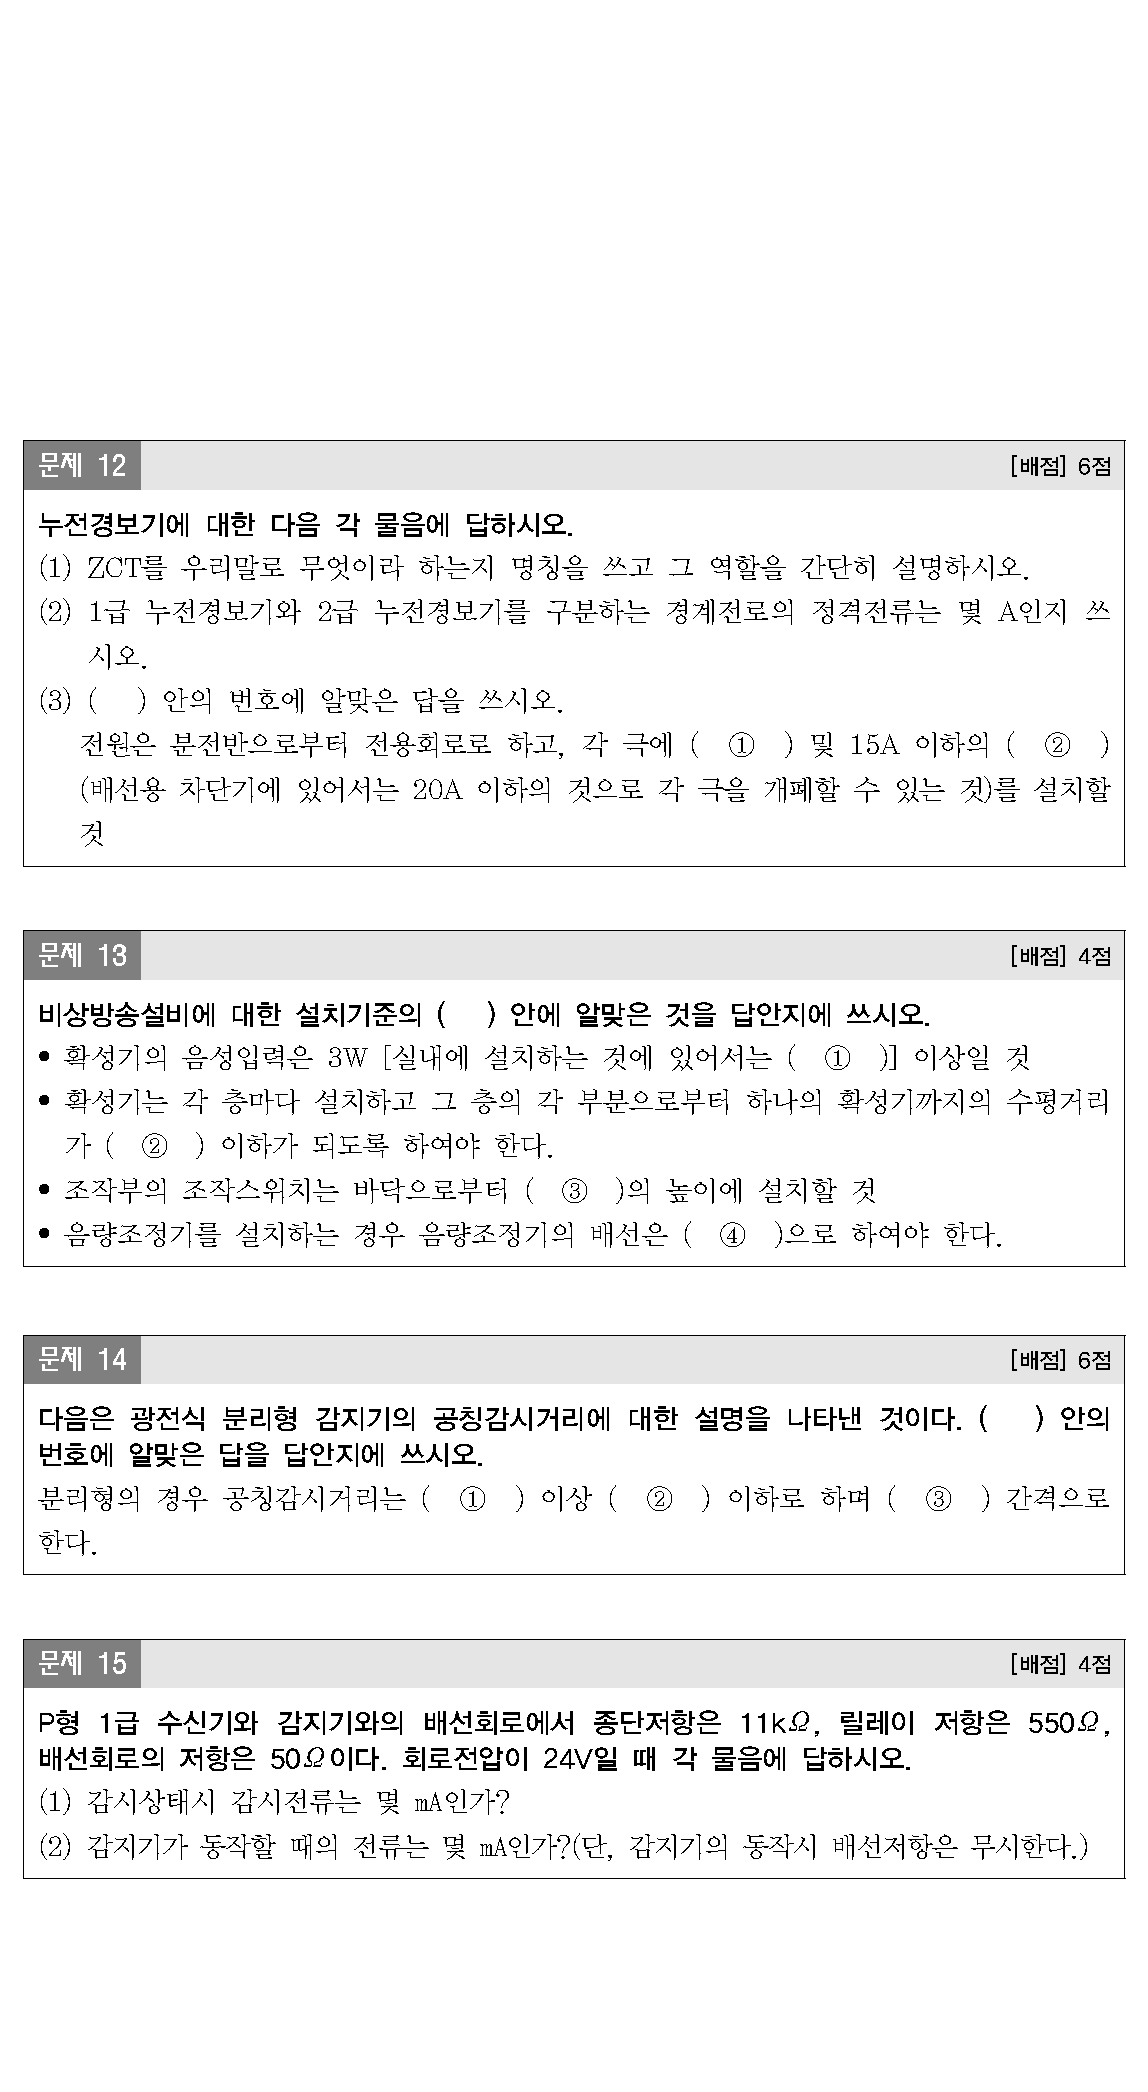 문제 12
[배점] 6점
누전경보기에 대한 다음 각 물음에 답하시오.
(1) ZCT를 우리말로 무엇이라 하는지 명칭을 쓰고 그 역할을 간단히 설명하시오.
(2) 1급 누전경보기와 2급 누전경보기를 구분하는 경계전로의 정격전류는 몇 A인지 쓰
시오.
(3) ( ) 안의 번호에 알맞은 답을 쓰시오.
전원은 분전반으로부터 전용회로로 하고, 각 극에 ( ① ) 및 15A 이하의 ( ② )
(배선용 차단기에 있어서는 20A 이하의 것으로 각 극을 개폐할 수 있는 것)를 설치할
것
문제 13
[배점] 4점
비상방송설비에 대한 설치기준의 ( ) 안에 알맞은 것을 답안지에 쓰시오.
● 확성기의 음성입력은 3W [실내에 설치하는 것에 있어서는 ( ① )] 이상일 것
● 확성기는 각 층마다 설치하고 그 층의 각 부분으로부터 하나의 확성기까지의 수평거리
가 ( ② ) 이하가 되도록 하여야 한다.
● 조작부의 조작스위치는 바닥으로부터 ( ③ )의 높이에 설치할 것
● 음량조정기를 설치하는 경우 음량조정기의 배선은 ( ④ )으로 하여야 한다.
문제 14
[배점] 6점
다음은 광전식 분리형 감지기의 공칭감시거리에 대한 설명을 나타낸 것이다. ( ) 안의
번호에 알맞은 답을 답안지에 쓰시오.
분리형의 경우 공칭감시거리는 ( ① ) 이상 ( ② ) 이하로 하며 ( ③ ) 간격으로
한다.
문제 15
[배점] 4점
P형 1급 수신기와 감지기와의 배선회로에서 종단저항은 11kΩ, 릴레이 저항은 550Ω,
배선회로의 저항은 50Ω이다. 회로전압이 24V일 때 각 물음에 답하시오.
(1) 감시상태시 감시전류는 몇 mA인가?
(2) 감지기가 동작할 때의 전류는 몇 mA인가?(단, 감지기의 동작시 배선저항은 무시한다.)